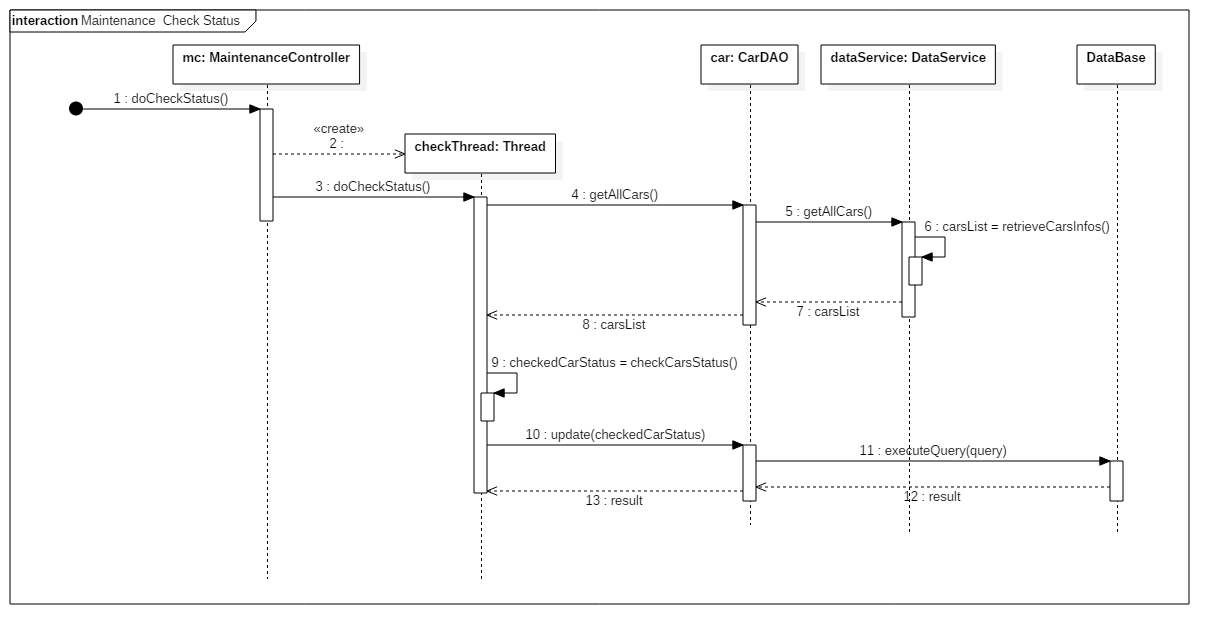 interaction Maintenance Check Status
mc: MaintenanceController
car: CarDAO
dataService: DataService
DataBase
1 : doCheckStatus()
«create»
2 :
checkThread: Thread
3 : doCheckStatus()
4 : getAllCars()
5 : getAllCars()
6 : carsList = retrieveCarsInfos()
7 : carsList
8 : carsList
9 : checkedCarStatus = checkCarsStatus()
10 : update(checkedCarStatus)
11 : executeQuery(query)
12 : result
13 : result